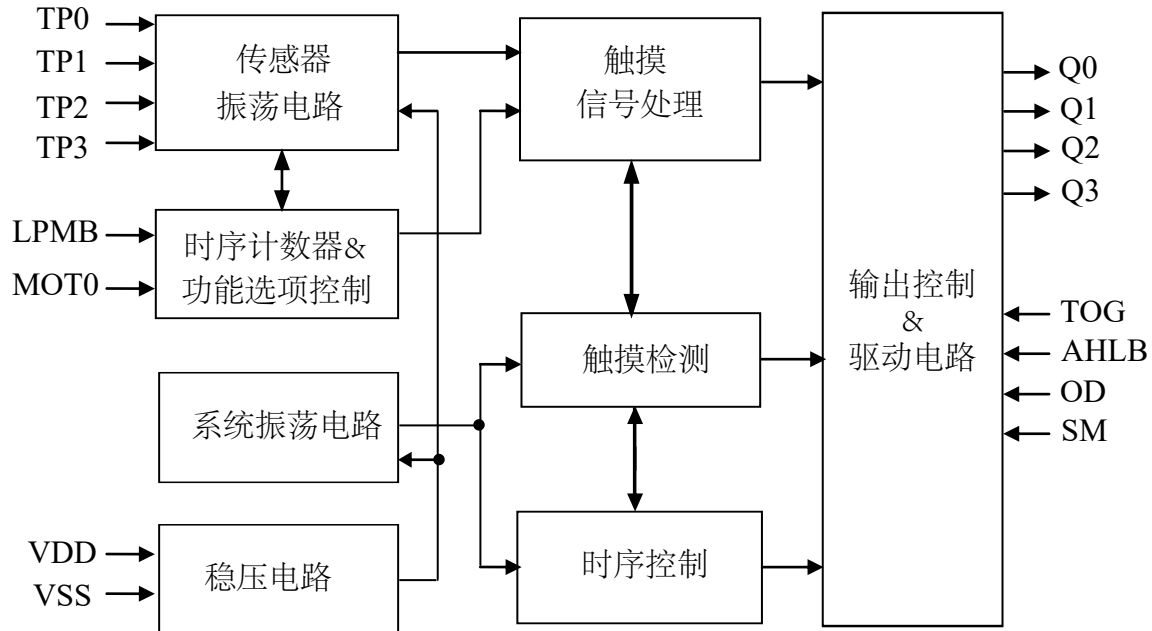 TP0
TP1
TP2
TP3
传感器
振荡电路
触摸
信号处理
Q0
Q1
Q2
Q3
LPMB
MOT0
时序计数器&
功能选项控制
输出控制
&
驱动电路
TOG
AHLB
OD
SM
触摸检测
系统振荡电路
VDD
VSS
稳压电路
时序控制